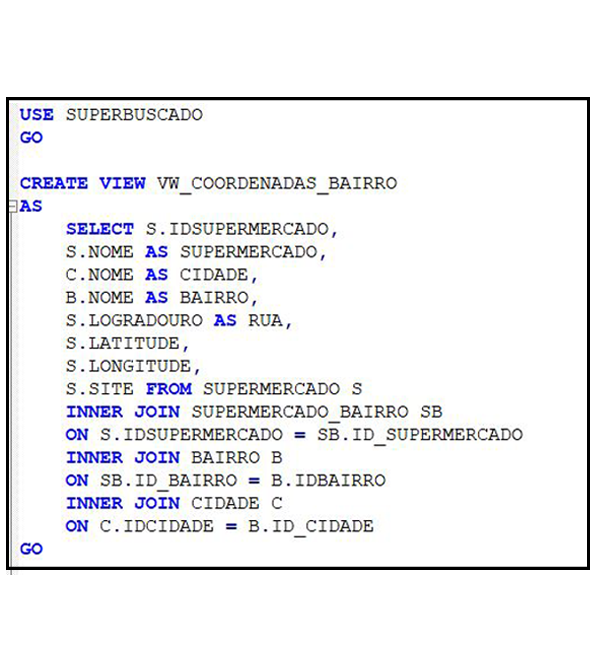 USE SUPERBUSCADO
GO
CREATE VIEW VW_COORDENADAS_BAIRRO
AS
SELECT S.IDSUPERMERCADO,
S.NOME AS SUPERMERCADO,
C.NOME AS CIDADE,
B.NOME AS BAIRRO,
S.LOGRADOURO AS RUA,
S.LATITUDE,
S.LONGITUDE,
S.SITE FROM SUPERMERCADO S
INNER JOIN SUPERMERCADO_BAIRRO SB
ON S.IDSUPERMERCADO = SB.ID_SUPERMERCADO
INNER JOIN BAIRRO B
ON SB.ID_BAIRRO = B.IDBAIRRO
INNER JOIN CIDADE C
ON C.IDCIDADE = B.ID_CIDADE
GO